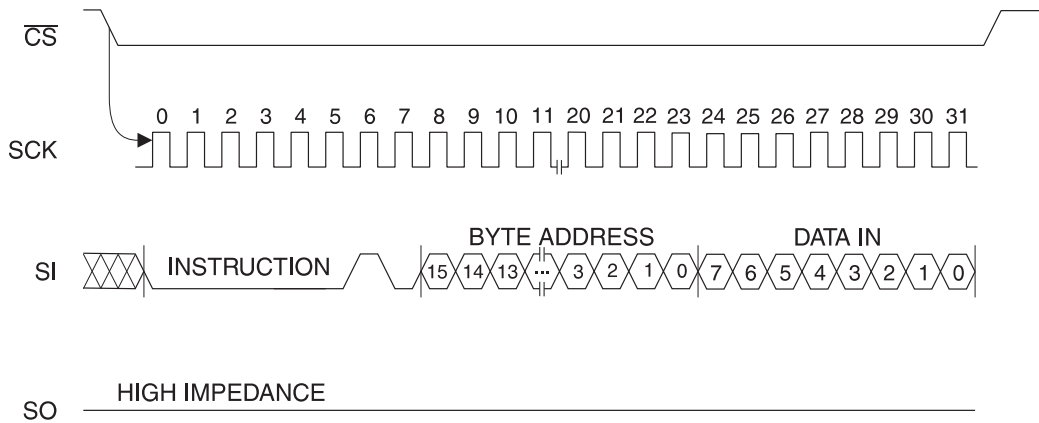 CS
0 1 2 3 4 5 6 7 8 9 10 11 20 21 22 23 24 25 26 27 28 29 30 31
SCK
BYTE ADDRESS DATA IN
SI INSTRUCTION 15 14 13 ... 3 2 1 0 7 6 5 4 3 2 1 0
HIGH IMPEDANCE
SO